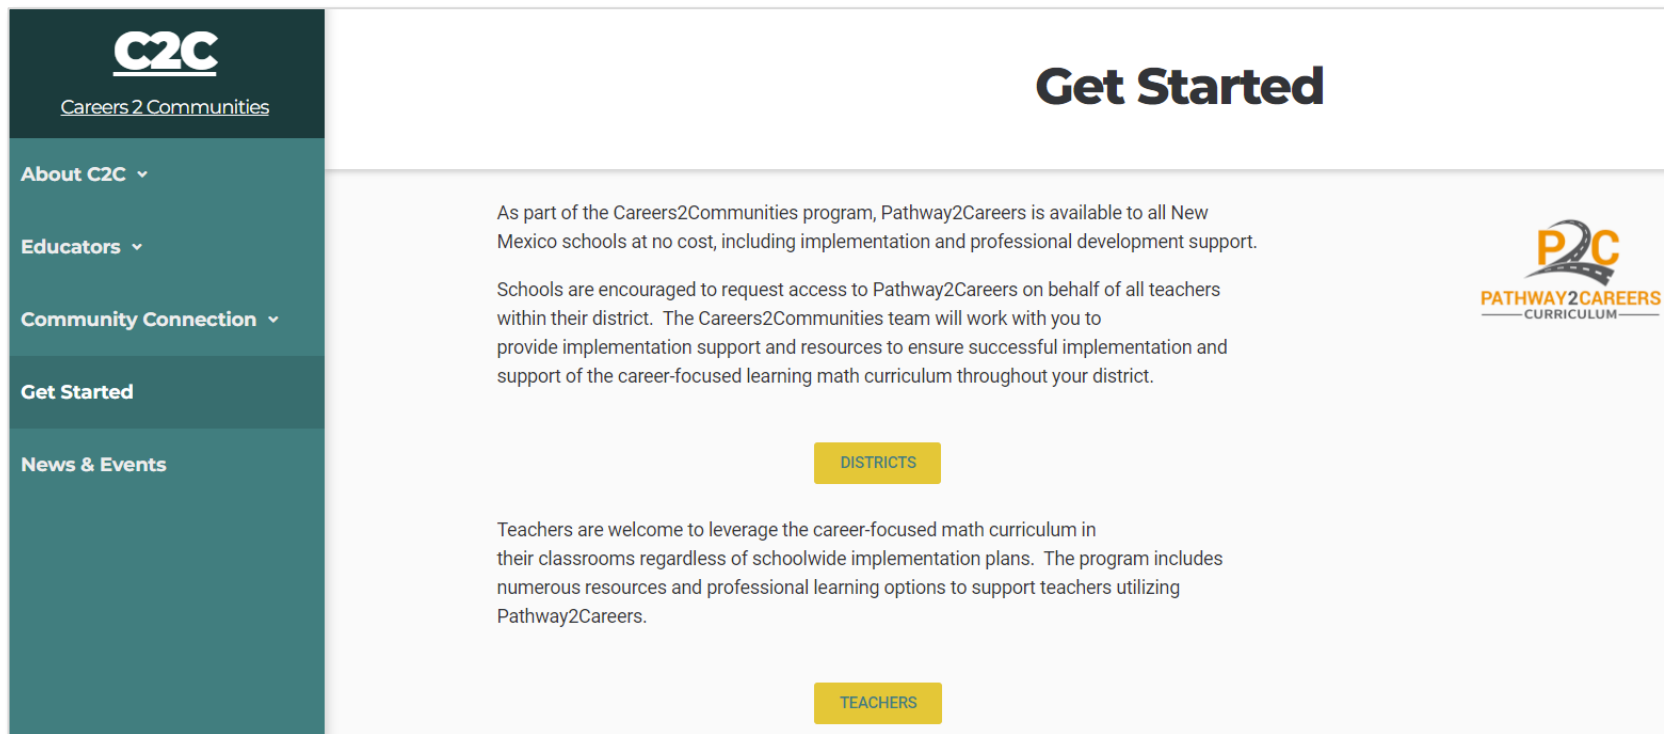 C2C
Careers 2 Communities
About C2C
Educators
Community Connection
Get Started
News & Events
Get Started
As part of the Careers2Communities program, Pathway2Careers is available to all New
Mexico schools at no cost, including implementation and professional development support.
Schools are encouraged to request access to Pathway2Careers on behalf of all teachers
within their district.  The Careers2Communities team will work with you to
provide implementation support and resources to ensure successful implementation and
support of the career-focused learning math curriculum throughout your district.
DISTRICTS
Teachers are welcome to leverage the career-focused math curriculum in
their classrooms regardless of schoolwide implementation plans.  The program includes
numerous resources and professional learning options to support teachers utilizing
Pathway2Careers.
TEACHERS
P2C
PATHWAY2CAREERS
CURRICULUM